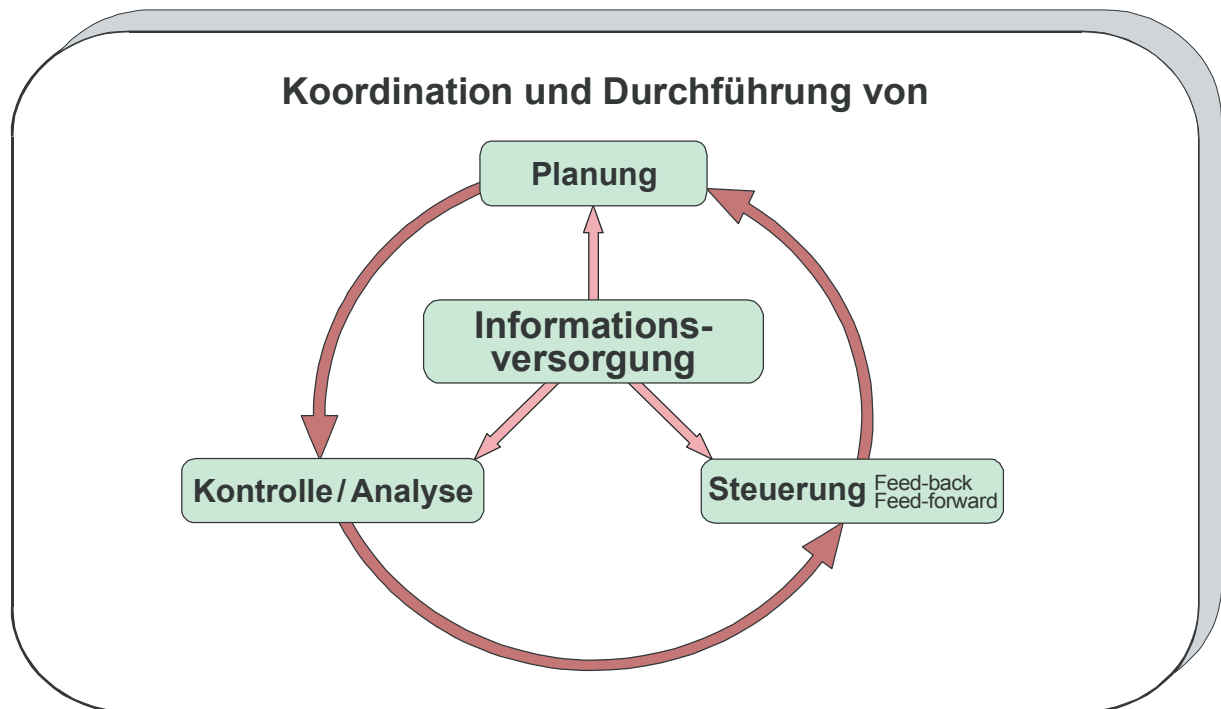 Koordination und Durchführung von
Planung
Informations-
versorgung
Kontrolle / Analyse
Steuerung Feed-back
Feed-forward